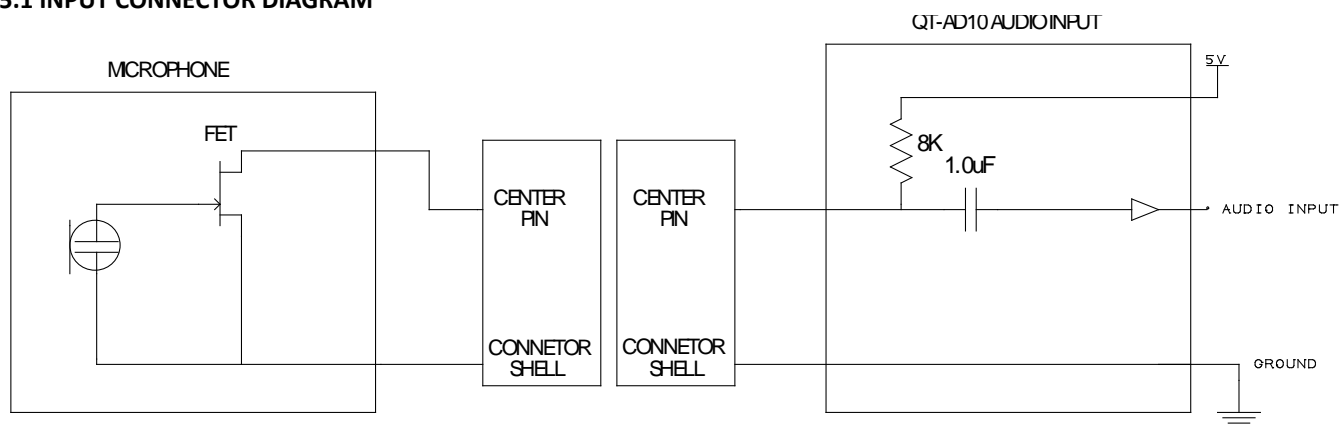 5.1 INPUT CONNECTOR DIAGRAM
QT-AD10 AUDIO INPUT
MICROPHONE
5V
FET
8K
1.0uF
CENTER
PIN
CENTER
PIN
AUDIO INPUT
CONNETOR
SHELL
CONNETOR
SHELL
GROUND